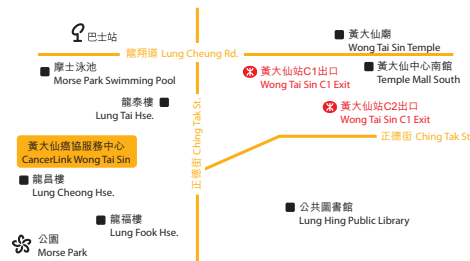 巴士站
龍翔道 Lung Cheung Rd.
黃大仙廟
Wong Tai Sin Temple
摩士泳池
Morse Park Swimming Pool
黃大仙站C1出口
Wong Tai Sin C1 Exit
黃大仙中心南館
Temple Mall South
龍泰樓
Lung Tai Hse.
黃大仙站C2出口
Wong Tai Sin C1 Exit
正德街 Ching Tak St.
正德街 Ching Tak St
黃大仙癌協服務中心
CancerLink Wong Tai Sin
龍昌樓
Lung Cheong Hse.
龍福樓
Lung Fook Hse.
公共圖書館
Lung Hing Public Library
公園
Morse Park